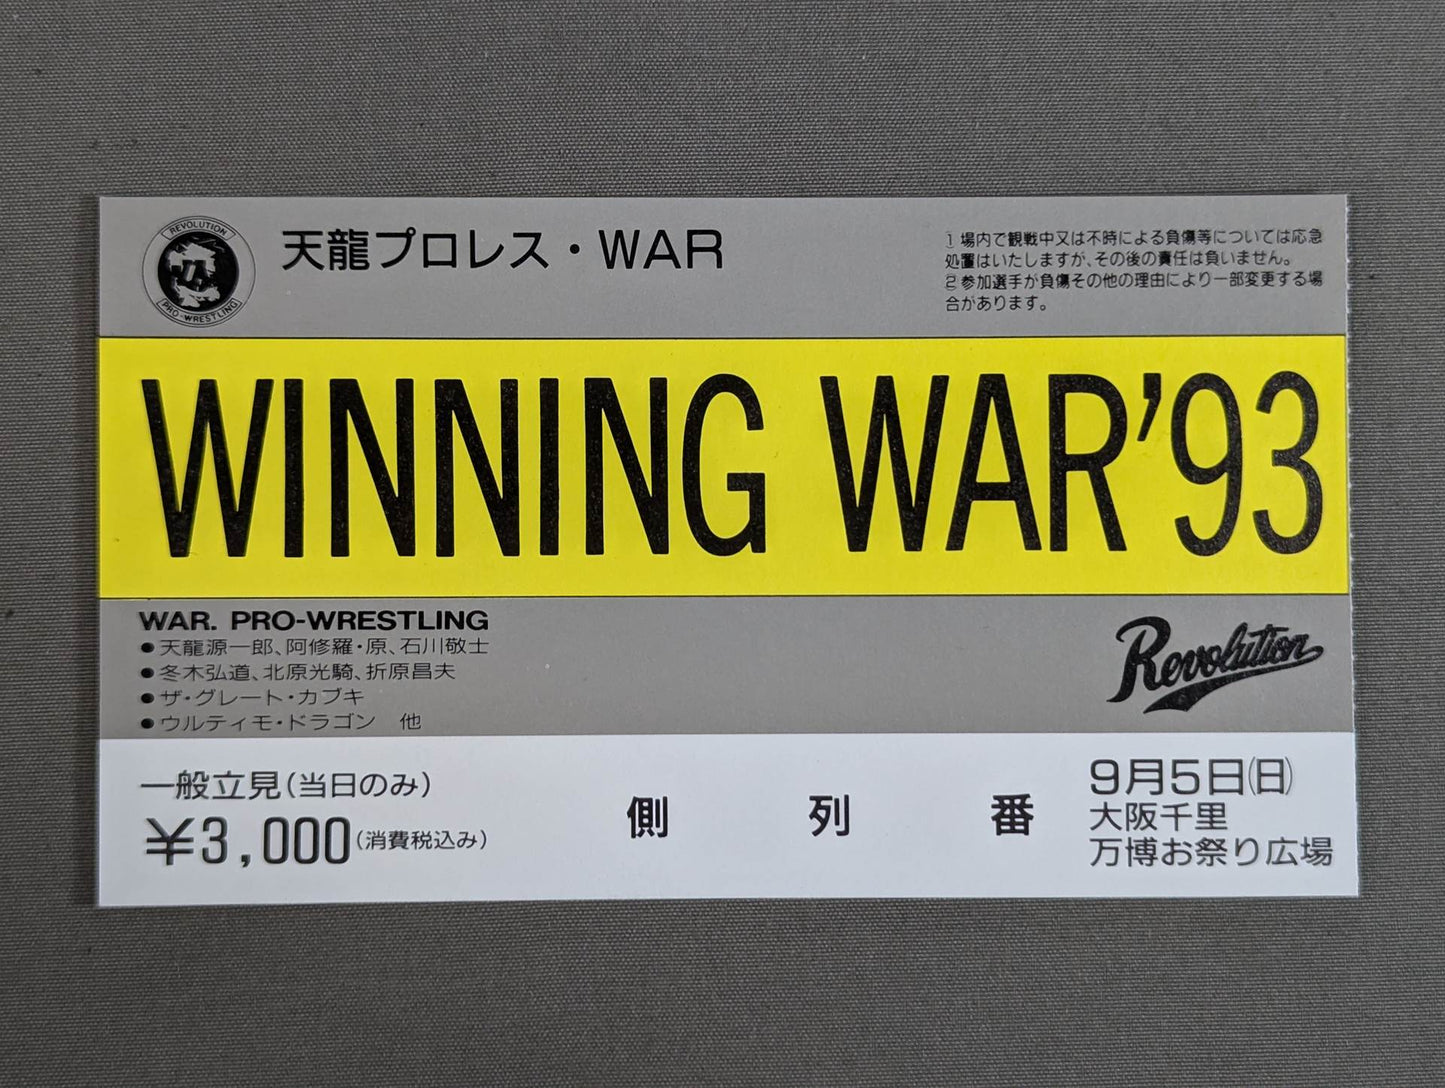 REVOLUTION
PRO-WRESTLING
天龍プロレス・WAR
1 場内で観戦中又は不時による負傷等については応急
処置はいたしますが、その後の責任は負いません。
2 参加選手が負傷その他の理由により一部変更する場
合があります。
WINNING WAR'93
WAR. PRO-WRESTLING
●天龍源一郎、阿修羅・原、石川敬士
●冬木弘道、北原光騎、折原昌夫
●ザ・グレート・カブキ
●ウルティモ・ドラゴン 他
Revolution
一般立見(当日のみ)
¥3,000(消費税込み)
側 列 番
9月5日(日)
大阪千里
万博お祭り広場